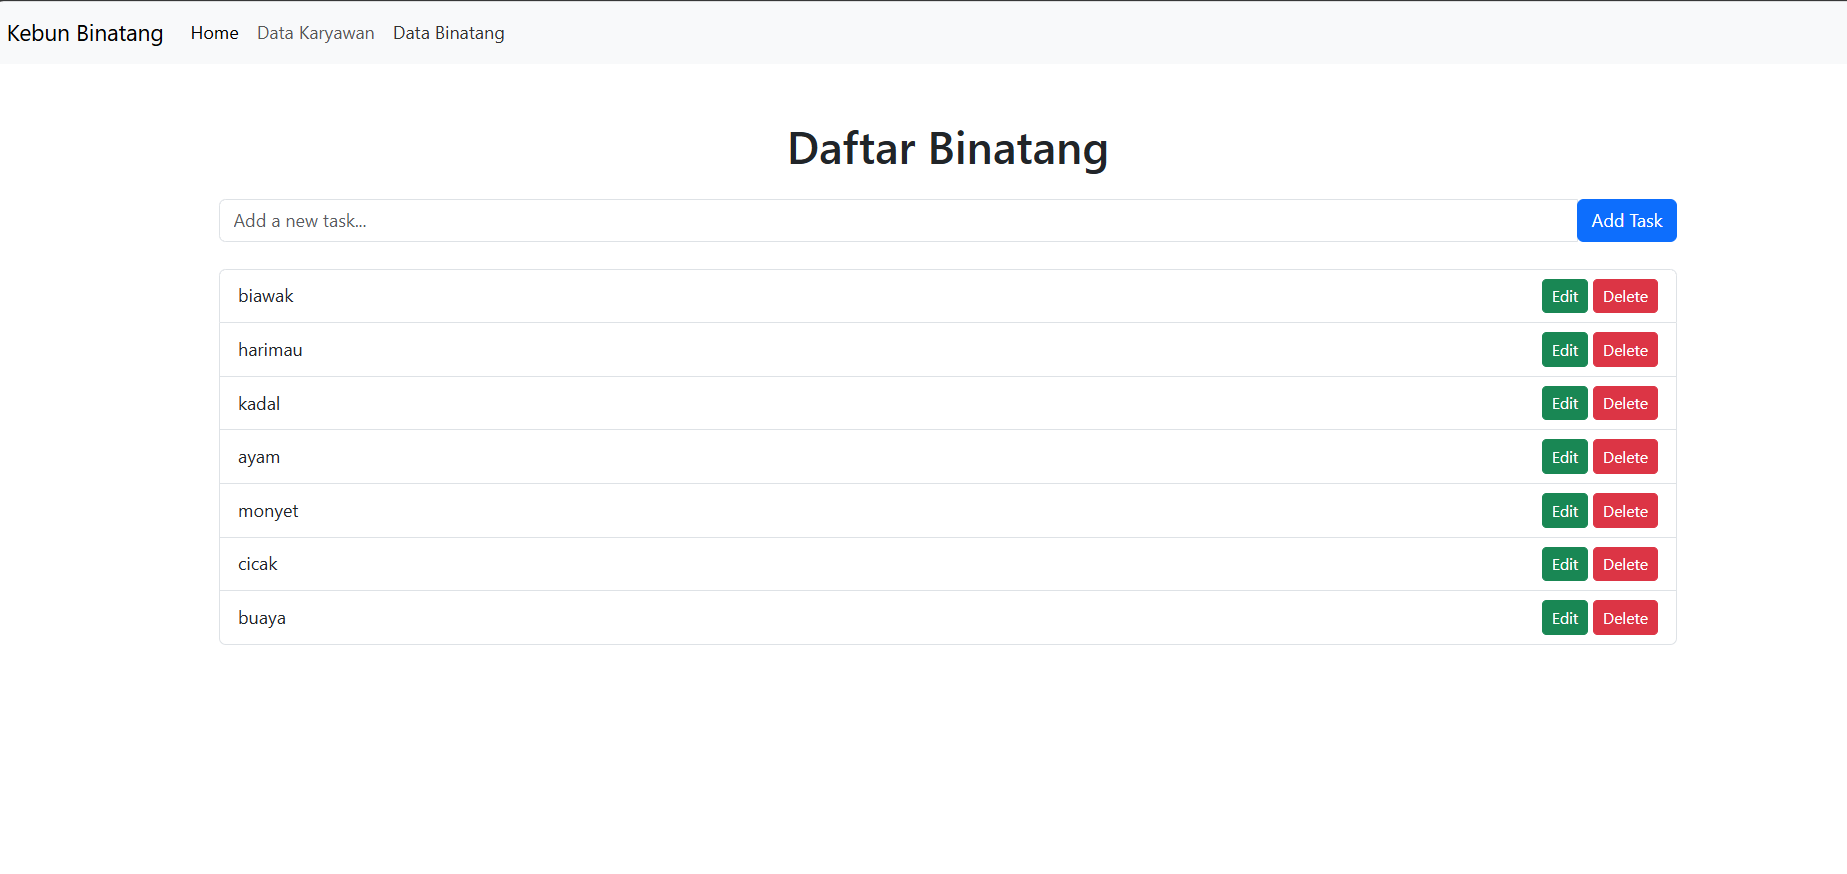 Kebun Binatang Home Data Karyawan Data Binatang
Daftar Binatang
Add a new task... Add Task
biawak Edit Delete
harimau Edit Delete
kadal Edit Delete
ayam Edit Delete
monyet Edit Delete
cicak Edit Delete
buaya Edit Delete